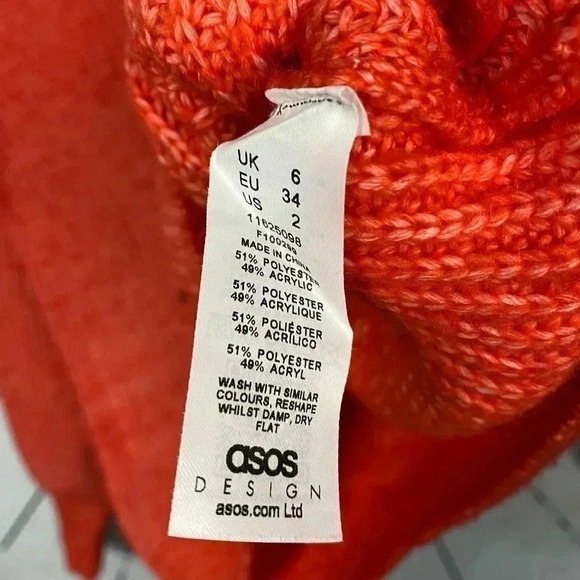 UK 6
EU 34
US 2
11625098
F100299
MADE IN CHINA
51% POLYESTER
49% ACRYLIC
51% POLYESTER
49% ACRYLIQUE
51% POLIÉSTER
49% ACRÍLICO
51% POLYESTER
49% ACRYL
WASH WITH SIMILAR
COLOURS, RESHAPE
WHILST DAMP, DRY
FLAT
asos
DESIGN
asos.com Ltd